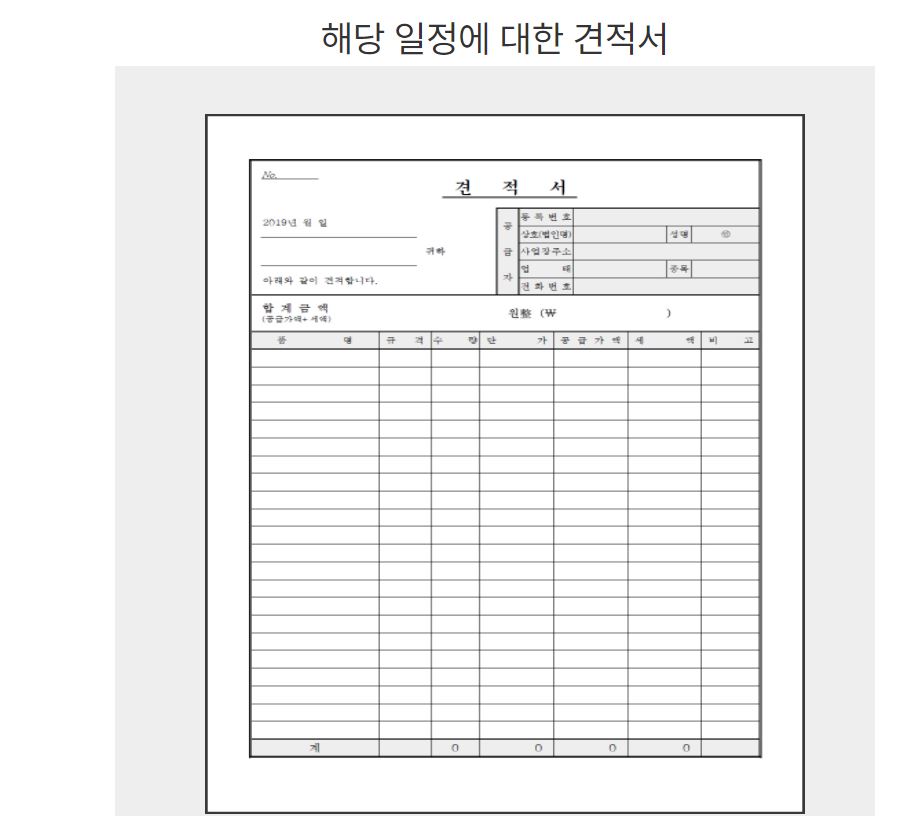 해당 일정에 대한 견적서
No.
견 적 서
2019년 월 일
귀하
아래와 같이 견적합니다.
공 급 자
등 록 번 호
상호(법인명) 성명 ㊞
사업장주소
업 태 종목
전 화 번 호
합 계 금 액 원整 (₩ )
(공급가액+ 세액)
품 명 규 격 수 량 단 가 공 급 가 액 세 액 비 고
계 0 0 0 0